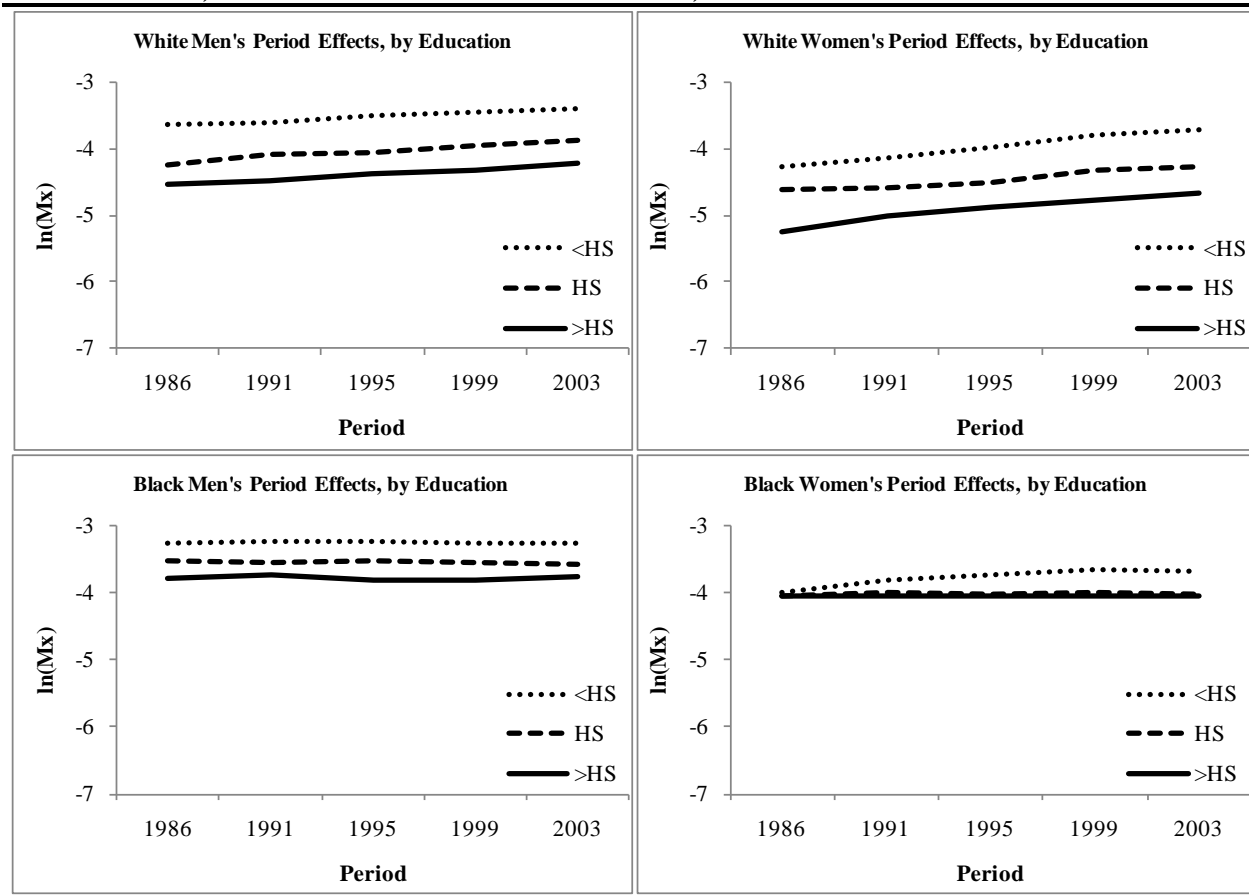 White Men's Period Effects, by Education
-3
-4
-5
-6
-7
ln(Mx)
<HS
HS
>HS
1986 1991 1995 1999 2003
Period
White Women's Period Effects, by Education
-3
-4
-5
-6
-7
ln(Mx)
<HS
HS
>HS
1986 1991 1995 1999 2003
Period
Black Men's Period Effects, by Education
-3
-4
-5
-6
-7
ln(Mx)
<HS
HS
>HS
1986 1991 1995 1999 2003
Period
Black Women's Period Effects, by Education
-3
-4
-5
-6
-7
ln(Mx)
<HS
HS
>HS
1986 1991 1995 1999 2003
Period